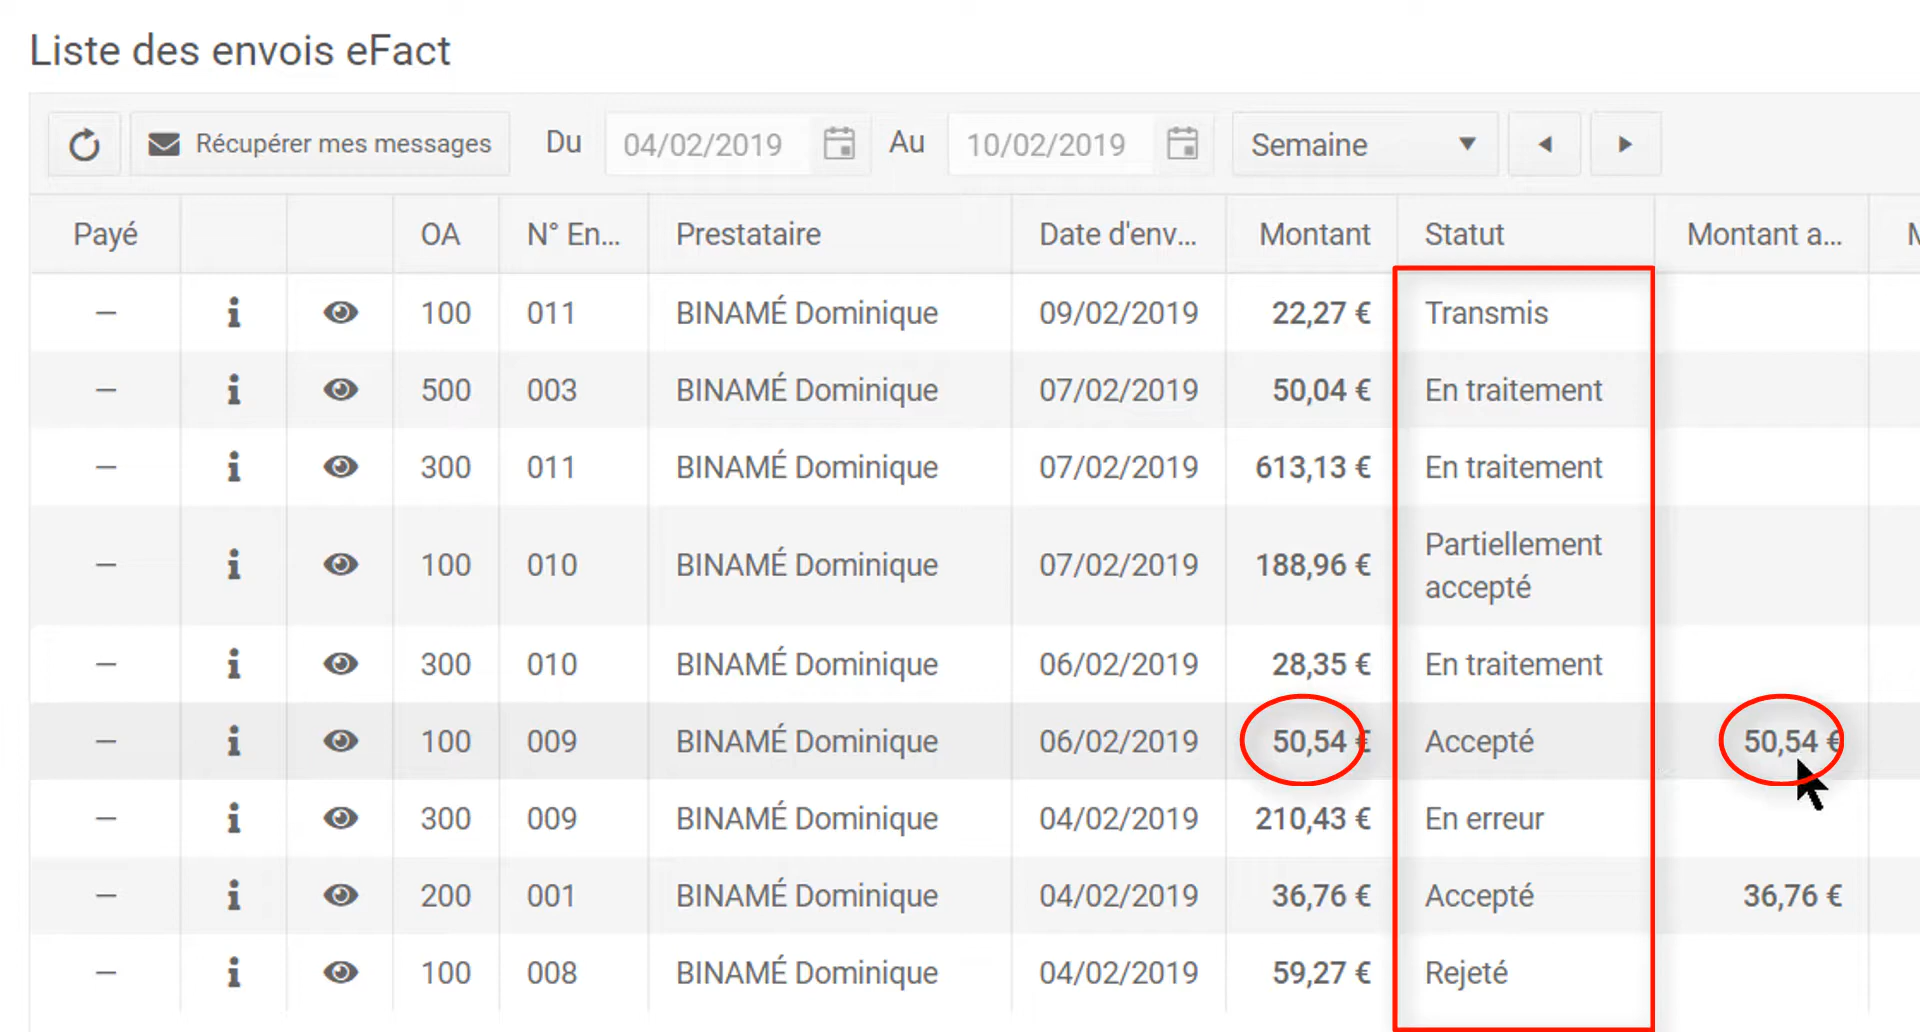 Liste des envois eFact
Récupérer mes messages Du 04/02/2019 Au 10/02/2019 Semaine
Payé OA N° En... Prestataire Date d'env... Montant Statut Montant a...
– 100 011 BINAMÉ Dominique 09/02/2019 22,27 € Transmis
– 500 003 BINAMÉ Dominique 07/02/2019 50,04 € En traitement
– 300 011 BINAMÉ Dominique 07/02/2019 613,13 € En traitement
– 100 010 BINAMÉ Dominique 07/02/2019 188,96 € Partiellement
accepté
– 300 010 BINAMÉ Dominique 06/02/2019 28,35 € En traitement
– 100 009 BINAMÉ Dominique 06/02/2019 50,54 € Accepté 50,54 €
– 300 009 BINAMÉ Dominique 04/02/2019 210,43 € En erreur
– 200 001 BINAMÉ Dominique 04/02/2019 36,76 € Accepté 36,76 €
– 100 008 BINAMÉ Dominique 04/02/2019 59,27 € Rejeté